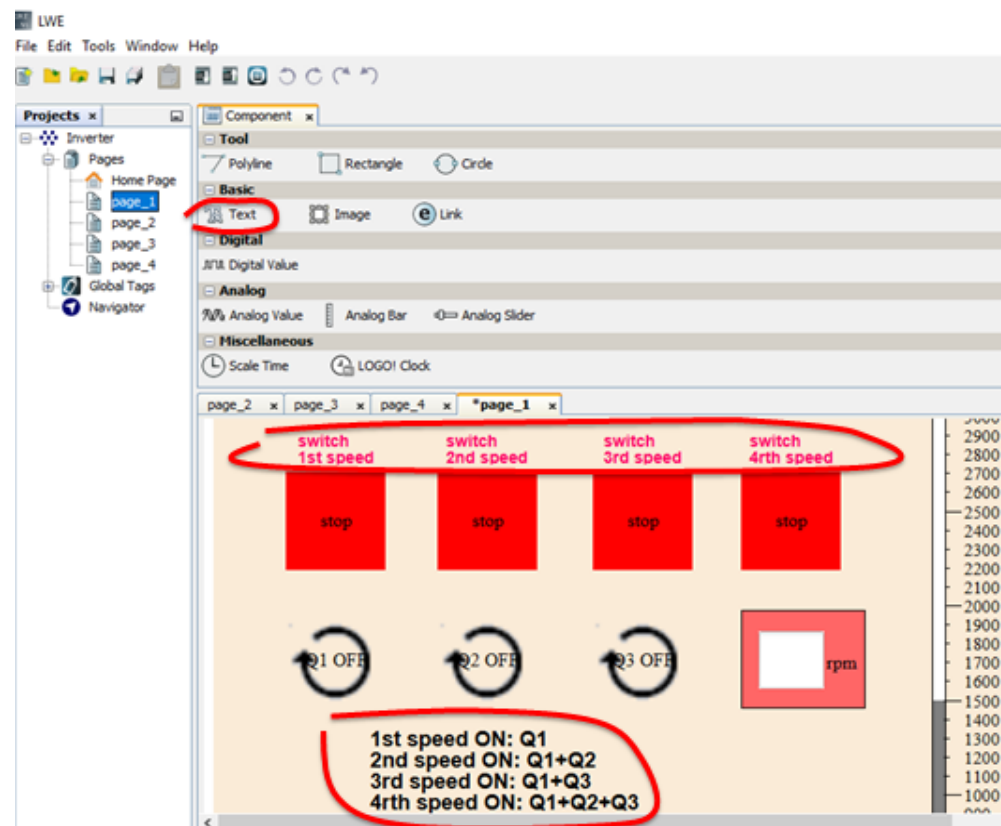 LWE
File Edit Tools Window Help
Projects x
Component x
Inverter
Pages
Home Page
page_1
page_2
page_3
page_4
Global Tags
Navigator
Tool
Polyline Rectangle Circle
Basic
Text Image Link
Digital
Digital Value
Analog
Analog Value Analog Bar Analog Slider
Miscellaneous
Scale Time LOGO! Clock
page_2 x page_3 x page_4 x *page_1 x
switch switch switch switch
1st speed 2nd speed 3rd speed 4rth speed
stop stop stop stop
Q1 OFF Q2 OFF Q3 OFF rpm
1st speed ON: Q1
2nd speed ON: Q1+Q2
3rd speed ON: Q1+Q3
4rth speed ON: Q1+Q2+Q3
2900
2800
2700
2600
2500
2400
2300
2200
2100
2000
1900
1800
1700
1600
1500
1400
1300
1200
1100
1000